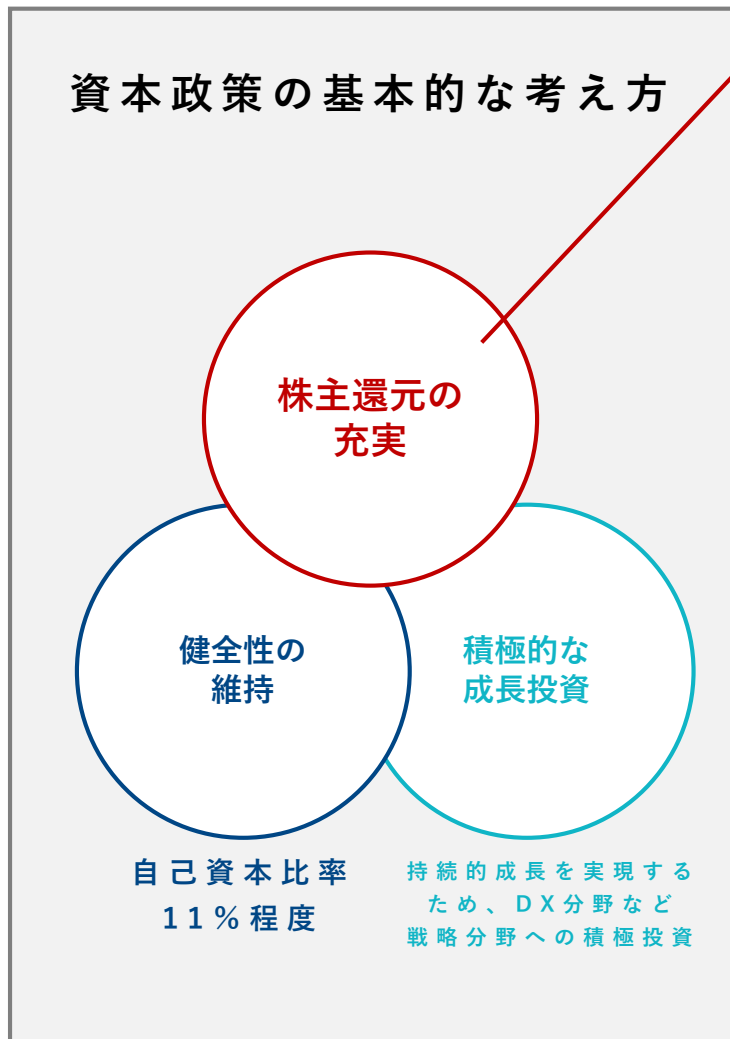 資本政策の基本的な考え方
株主還元の
充実
健全性の
維持
積極的な
成長投資
自己資本比率
11%程度
持続的成長を実現する
ため、DX分野など
戦略分野への積極投資